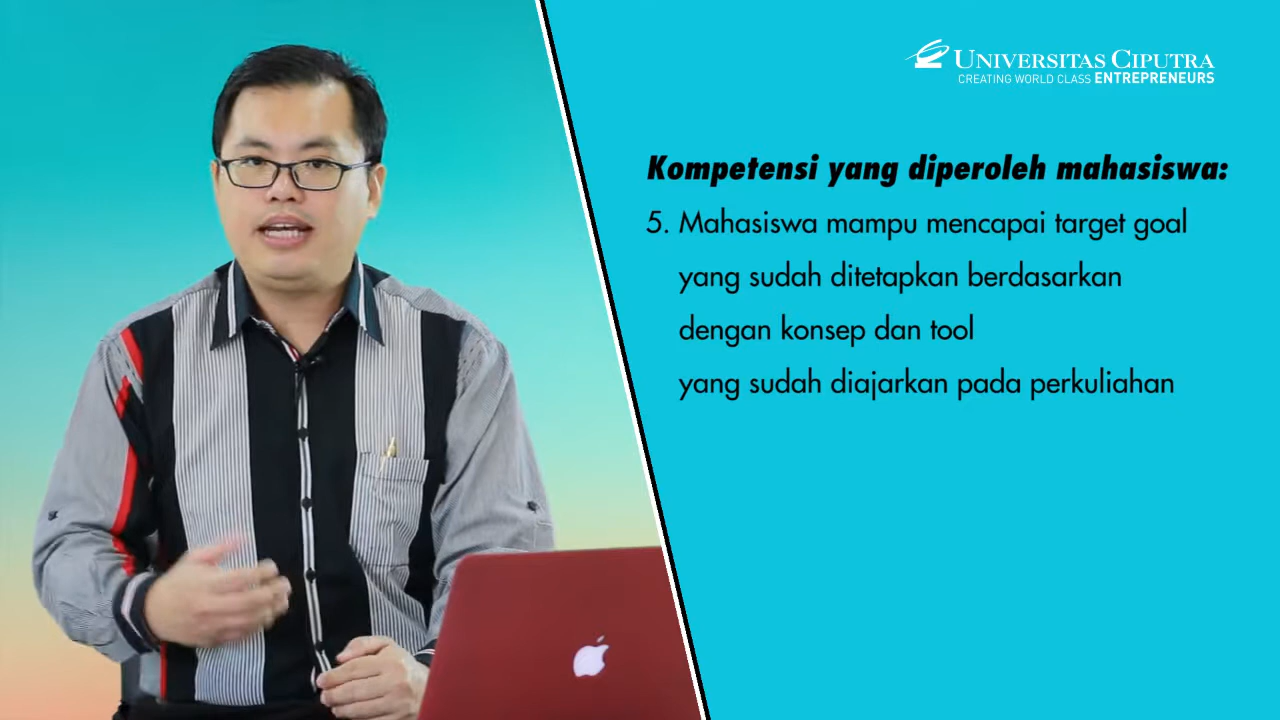 UNIVERSITAS CIPUTRA
CREATING WORLD CLASS ENTREPRENEURS
Kompetensi yang diperoleh mahasiswa:
5. Mahasiswa mampu mencapai target goal
yang sudah ditetapkan berdasarkan
dengan konsep dan tool
yang sudah diajarkan pada perkuliahan